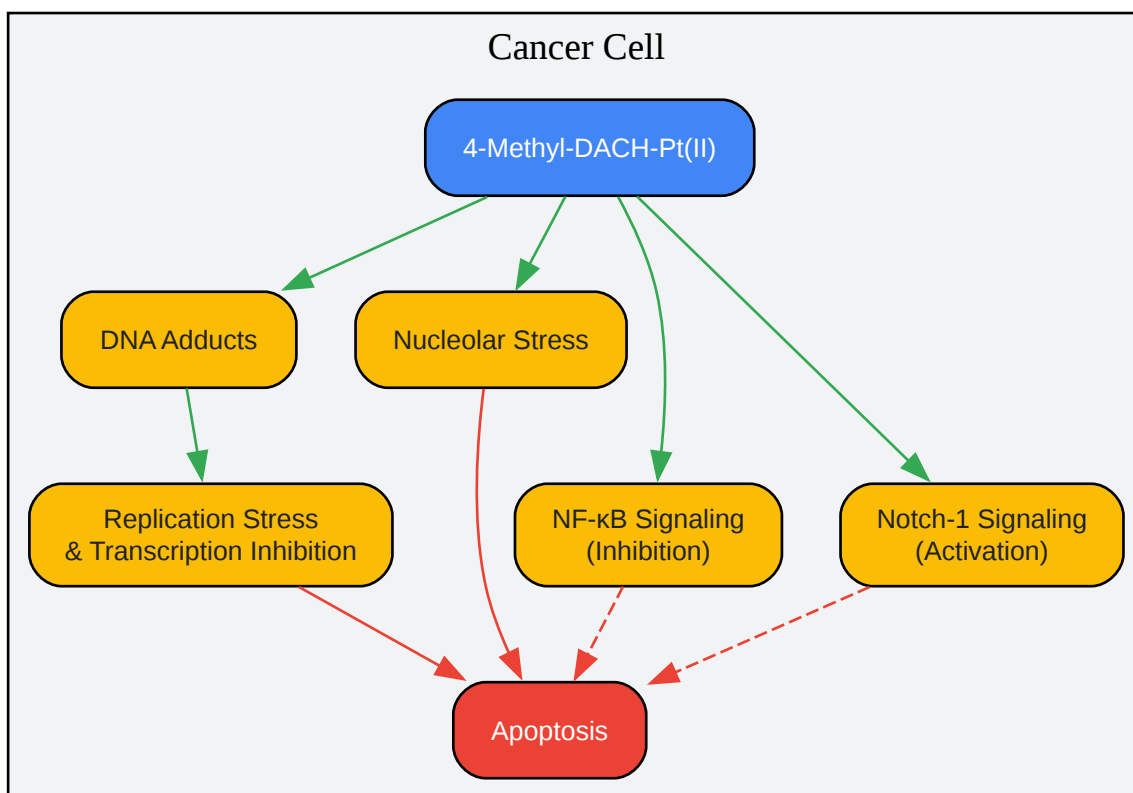 Cancer Cell
4-Methyl-DACH-Pt(II)
DNA Adducts
Nucleolar Stress
Replication Stress
& Transcription Inhibition
NF-κB Signaling
(Inhibition)
Notch-1 Signaling
(Activation)
Apoptosis